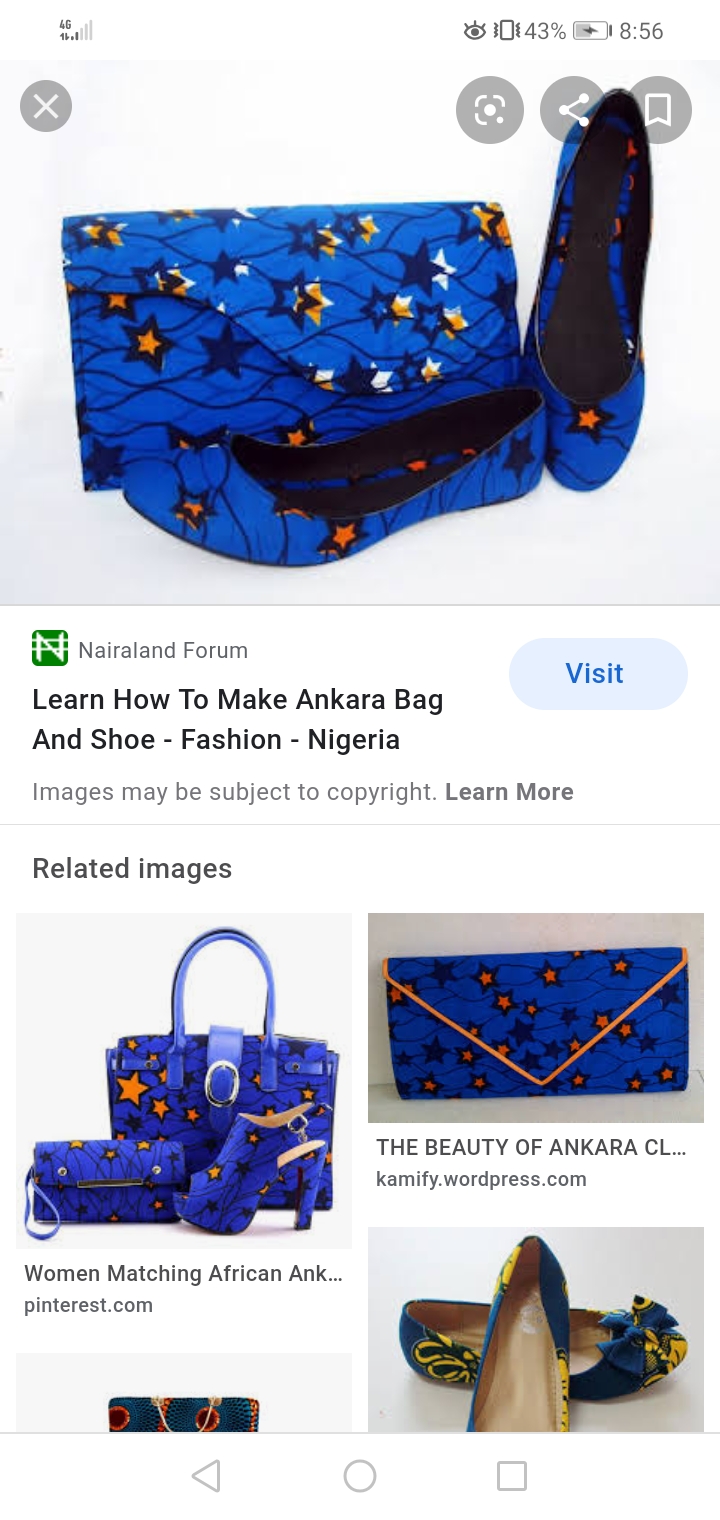 4G
43%
8:56
Nairaland Forum
Visit
Learn How To Make Ankara Bag
And Shoe - Fashion - Nigeria
Images may be subject to copyright. Learn More
Related images
THE BEAUTY OF ANKARA CL...
kamify.wordpress.com
Women Matching African Ank...
pinterest.com